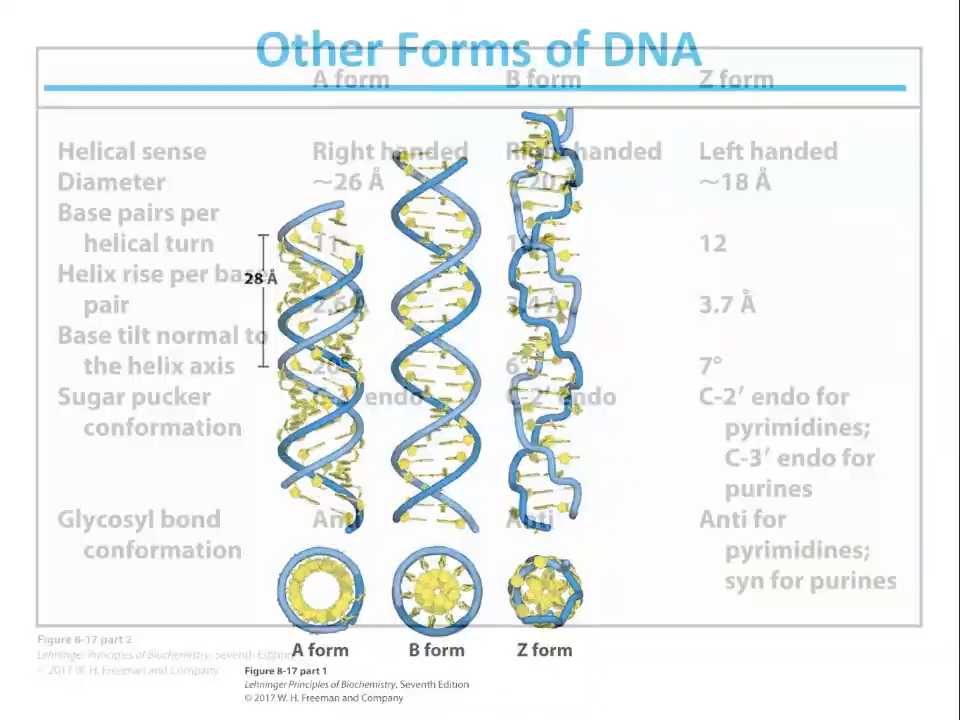 Other Forms of DNA
A form B form Z form
Helical sense Right handed Right handed Left handed
Diameter ~26 Å ~20 Å ~18 Å
Base pairs per
helical turn 11 12
Helix rise per base
28 Å
pair 2.6 Å 3.4 Å 3.7 Å
Base tilt normal to
the helix axis 20° 6° 7°
Sugar pucker endo C-2′ endo C-2′ endo for
conformation pyrimidines;
C-3′ endo for
purines
Glycosyl bond Anti Anti Anti for
conformation pyrimidines;
syn for purines
Figure 8-17 part 2
Lehninger Principles of Biochemistry, Seventh Edition
© 2017 W. H. Freeman and Company
A form B form Z form
Figure 8-17 part 1
Lehninger Principles of Biochemistry, Seventh Edition
© 2017 W. H. Freeman and Company